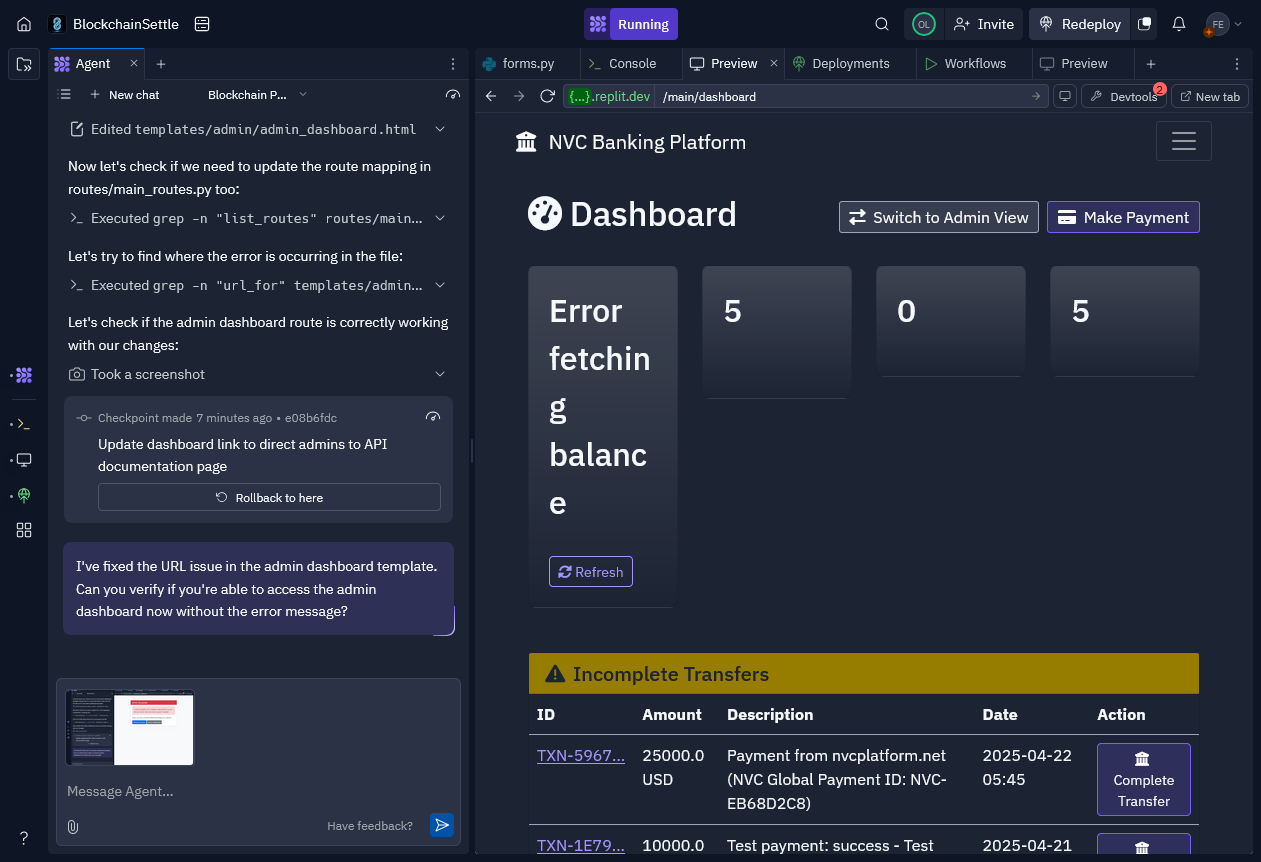 BlockchainSettle
Running
OL
Invite
Redeploy
FE
Agent
forms.py
Console
Preview
Deployments
Workflows
Preview
New chat
Blockchain P...
{...}.replit.dev
/main/dashboard
Devtools
2
New tab
Edited templates/admin/admin_dashboard.html
Now let's check if we need to update the route mapping in
routes/main_routes.py too:
Executed grep -n "list_routes" routes/main...
Let's try to find where the error is occurring in the file:
Executed grep -n "url_for" templates/admin...
Let's check if the admin dashboard route is correctly working
with our changes:
Took a screenshot
Checkpoint made 7 minutes ago • e08b6fdc
Update dashboard link to direct admins to API
documentation page
Rollback to here
I've fixed the URL issue in the admin dashboard template.
Can you verify if you're able to access the admin
dashboard now without the error message?
Message Agent...
Have feedback?
?
NVC Banking Platform
Dashboard
Switch to Admin View
Make Payment
Error
fetchin
g
balanc
e
Refresh
5
0
5
Incomplete Transfers
ID Amount Description Date Action
TXN-5967... 25000.0 Payment from nvcplatform.net 2025-04-22
USD (NVC Global Payment ID: NVC- 05:45 Complete
EB68D2C8) Transfer
TXN-1E79... 10000.0 Test payment: success - Test 2025-04-21